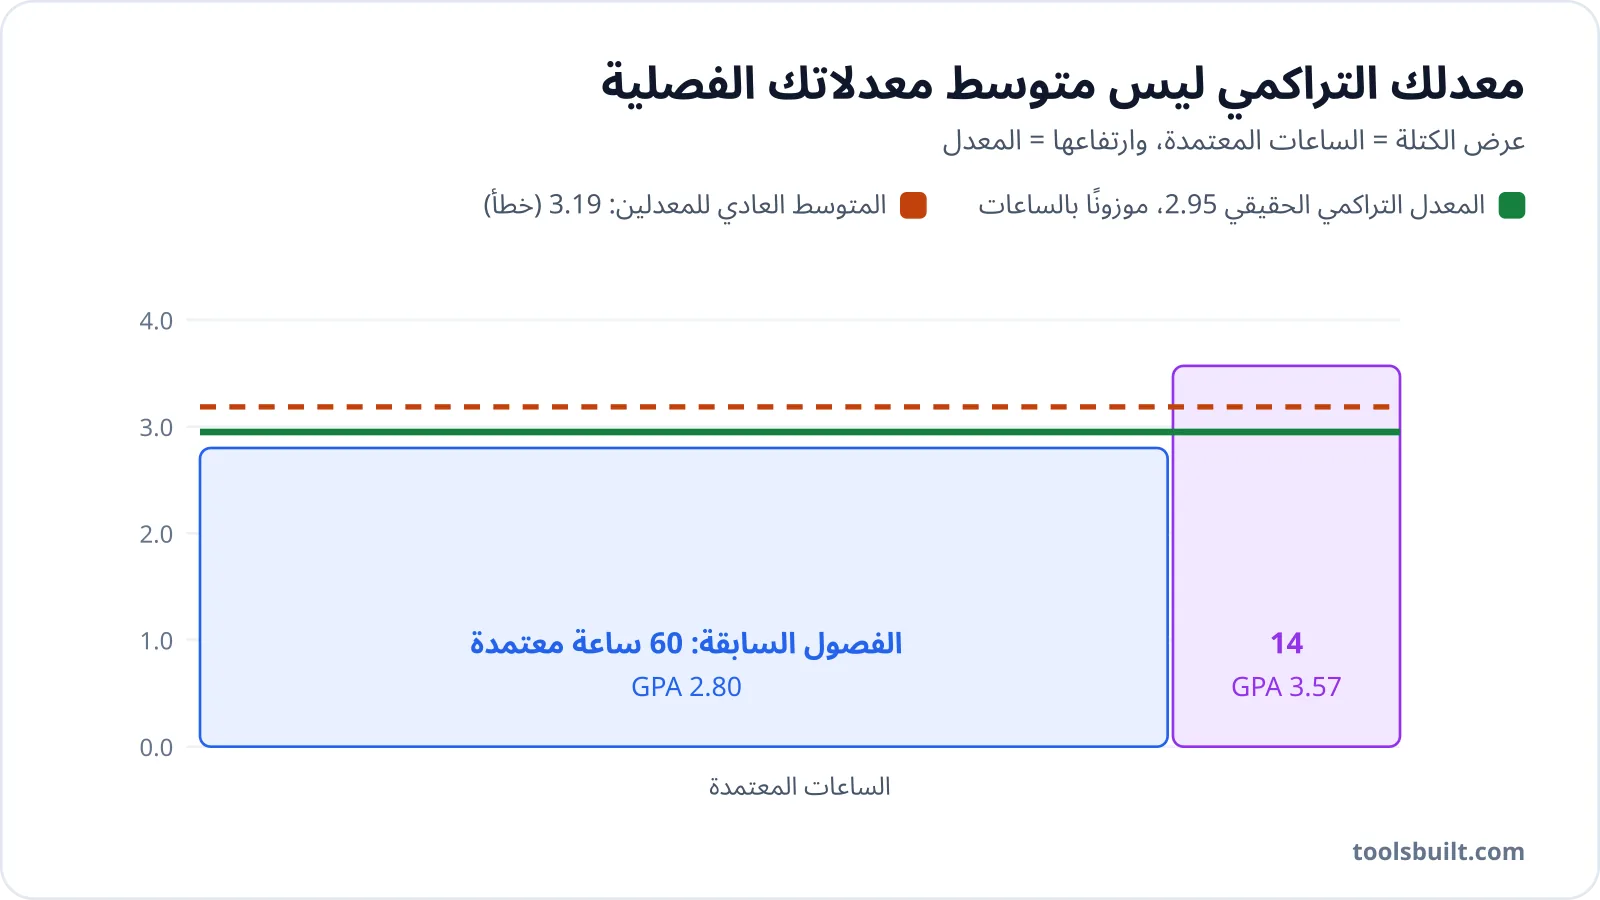 معدلك التراكمي ليس متوسط معدلاتك الفصلية
عرض الكتلة = الساعات المعتمدة، وارتفاعها = المعدل
المعدل التراكمي الحقيقي 2.95، موزونًا بالساعات
المتوسط العادي للمعدلين: 3.19 (خطأ)
4.0
3.0
2.0
1.0
0.0
الفصول السابقة: 60 ساعة معتمدة
GPA 2.80
14
GPA 3.57
الساعات المعتمدة
toolsbuilt.com